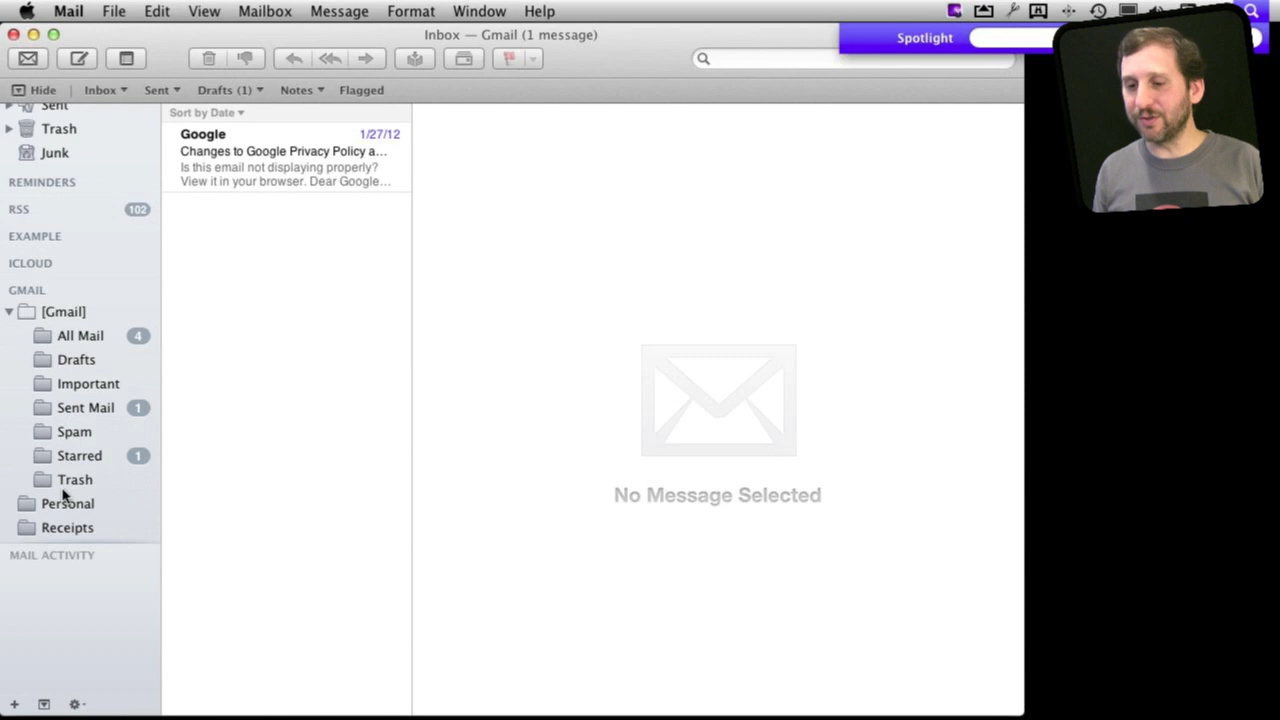 Mail File Edit View Mailbox Message Format Window Help
Inbox — Gmail (1 message)
Spotlight
Hide Inbox Sent Drafts (1) Notes Flagged
Sent
Trash
Junk
REMINDERS
RSS 102
EXAMPLE
ICLOUD
GMAIL
[Gmail]
All Mail 4
Drafts
Important
Sent Mail 1
Spam
Starred 1
Trash
Personal
Receipts
MAIL ACTIVITY
Sort by Date
Google 1/27/12
Changes to Google Privacy Policy a...
Is this email not displaying properly?
View it in your browser. Dear Google...
No Message Selected